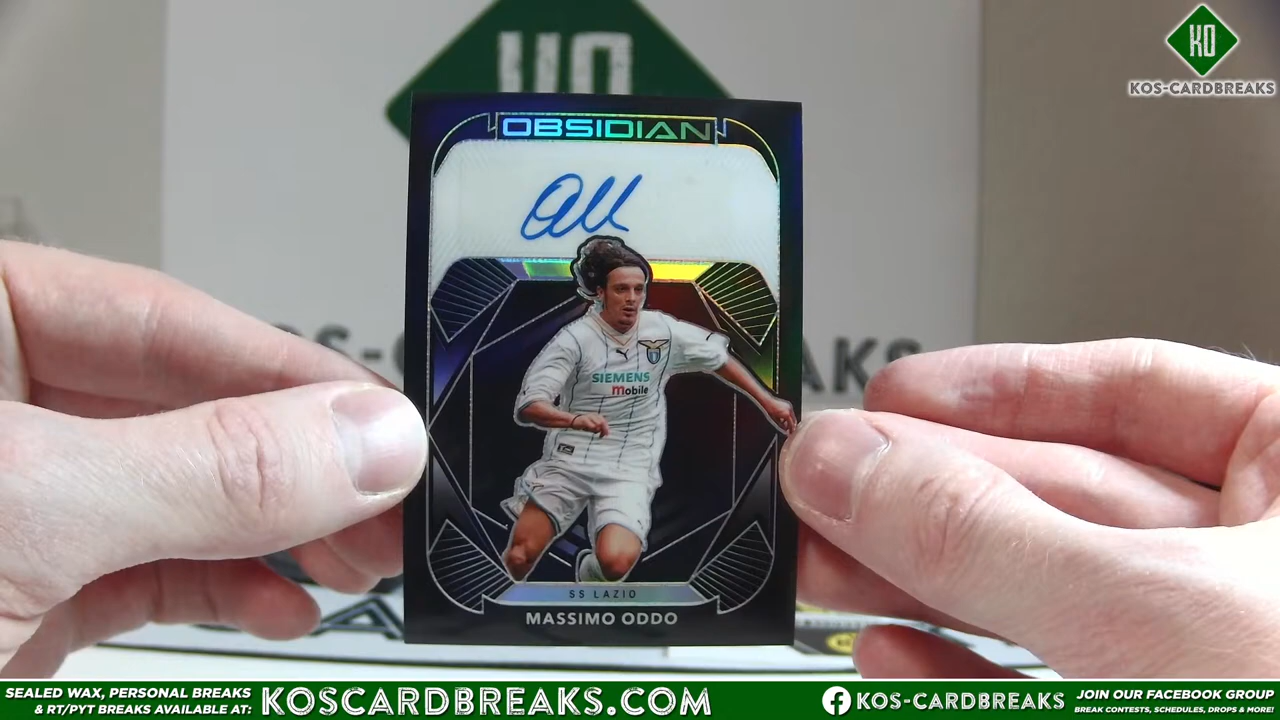 KO
KOS-CARDBREAKS
KO
OBSIDIAN
SIEMENS
mobile
SS LAZIO
MASSIMO ODDO
SEALED WAX, PERSONAL BREAKS
& RT/PYT BREAKS AVAILABLE AT:
KOSCARDBREAKS.COM
KOS-CARDBREAKS
JOIN OUR FACEBOOK GROUP
BREAK CONTESTS, SCHEDULES, DROPS & MORE!